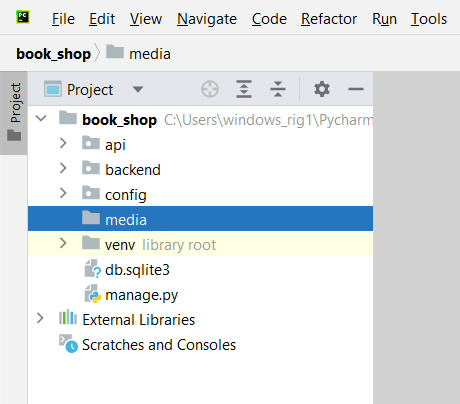 PC File Edit View Navigate Code Refactor Run Tools
book_shop media
Project
Project
book_shop C:\Users\windows_rig1\Pycharm
api
backend
config
media
venv library root
db.sqlite3
manage.py
External Libraries
Scratches and Consoles